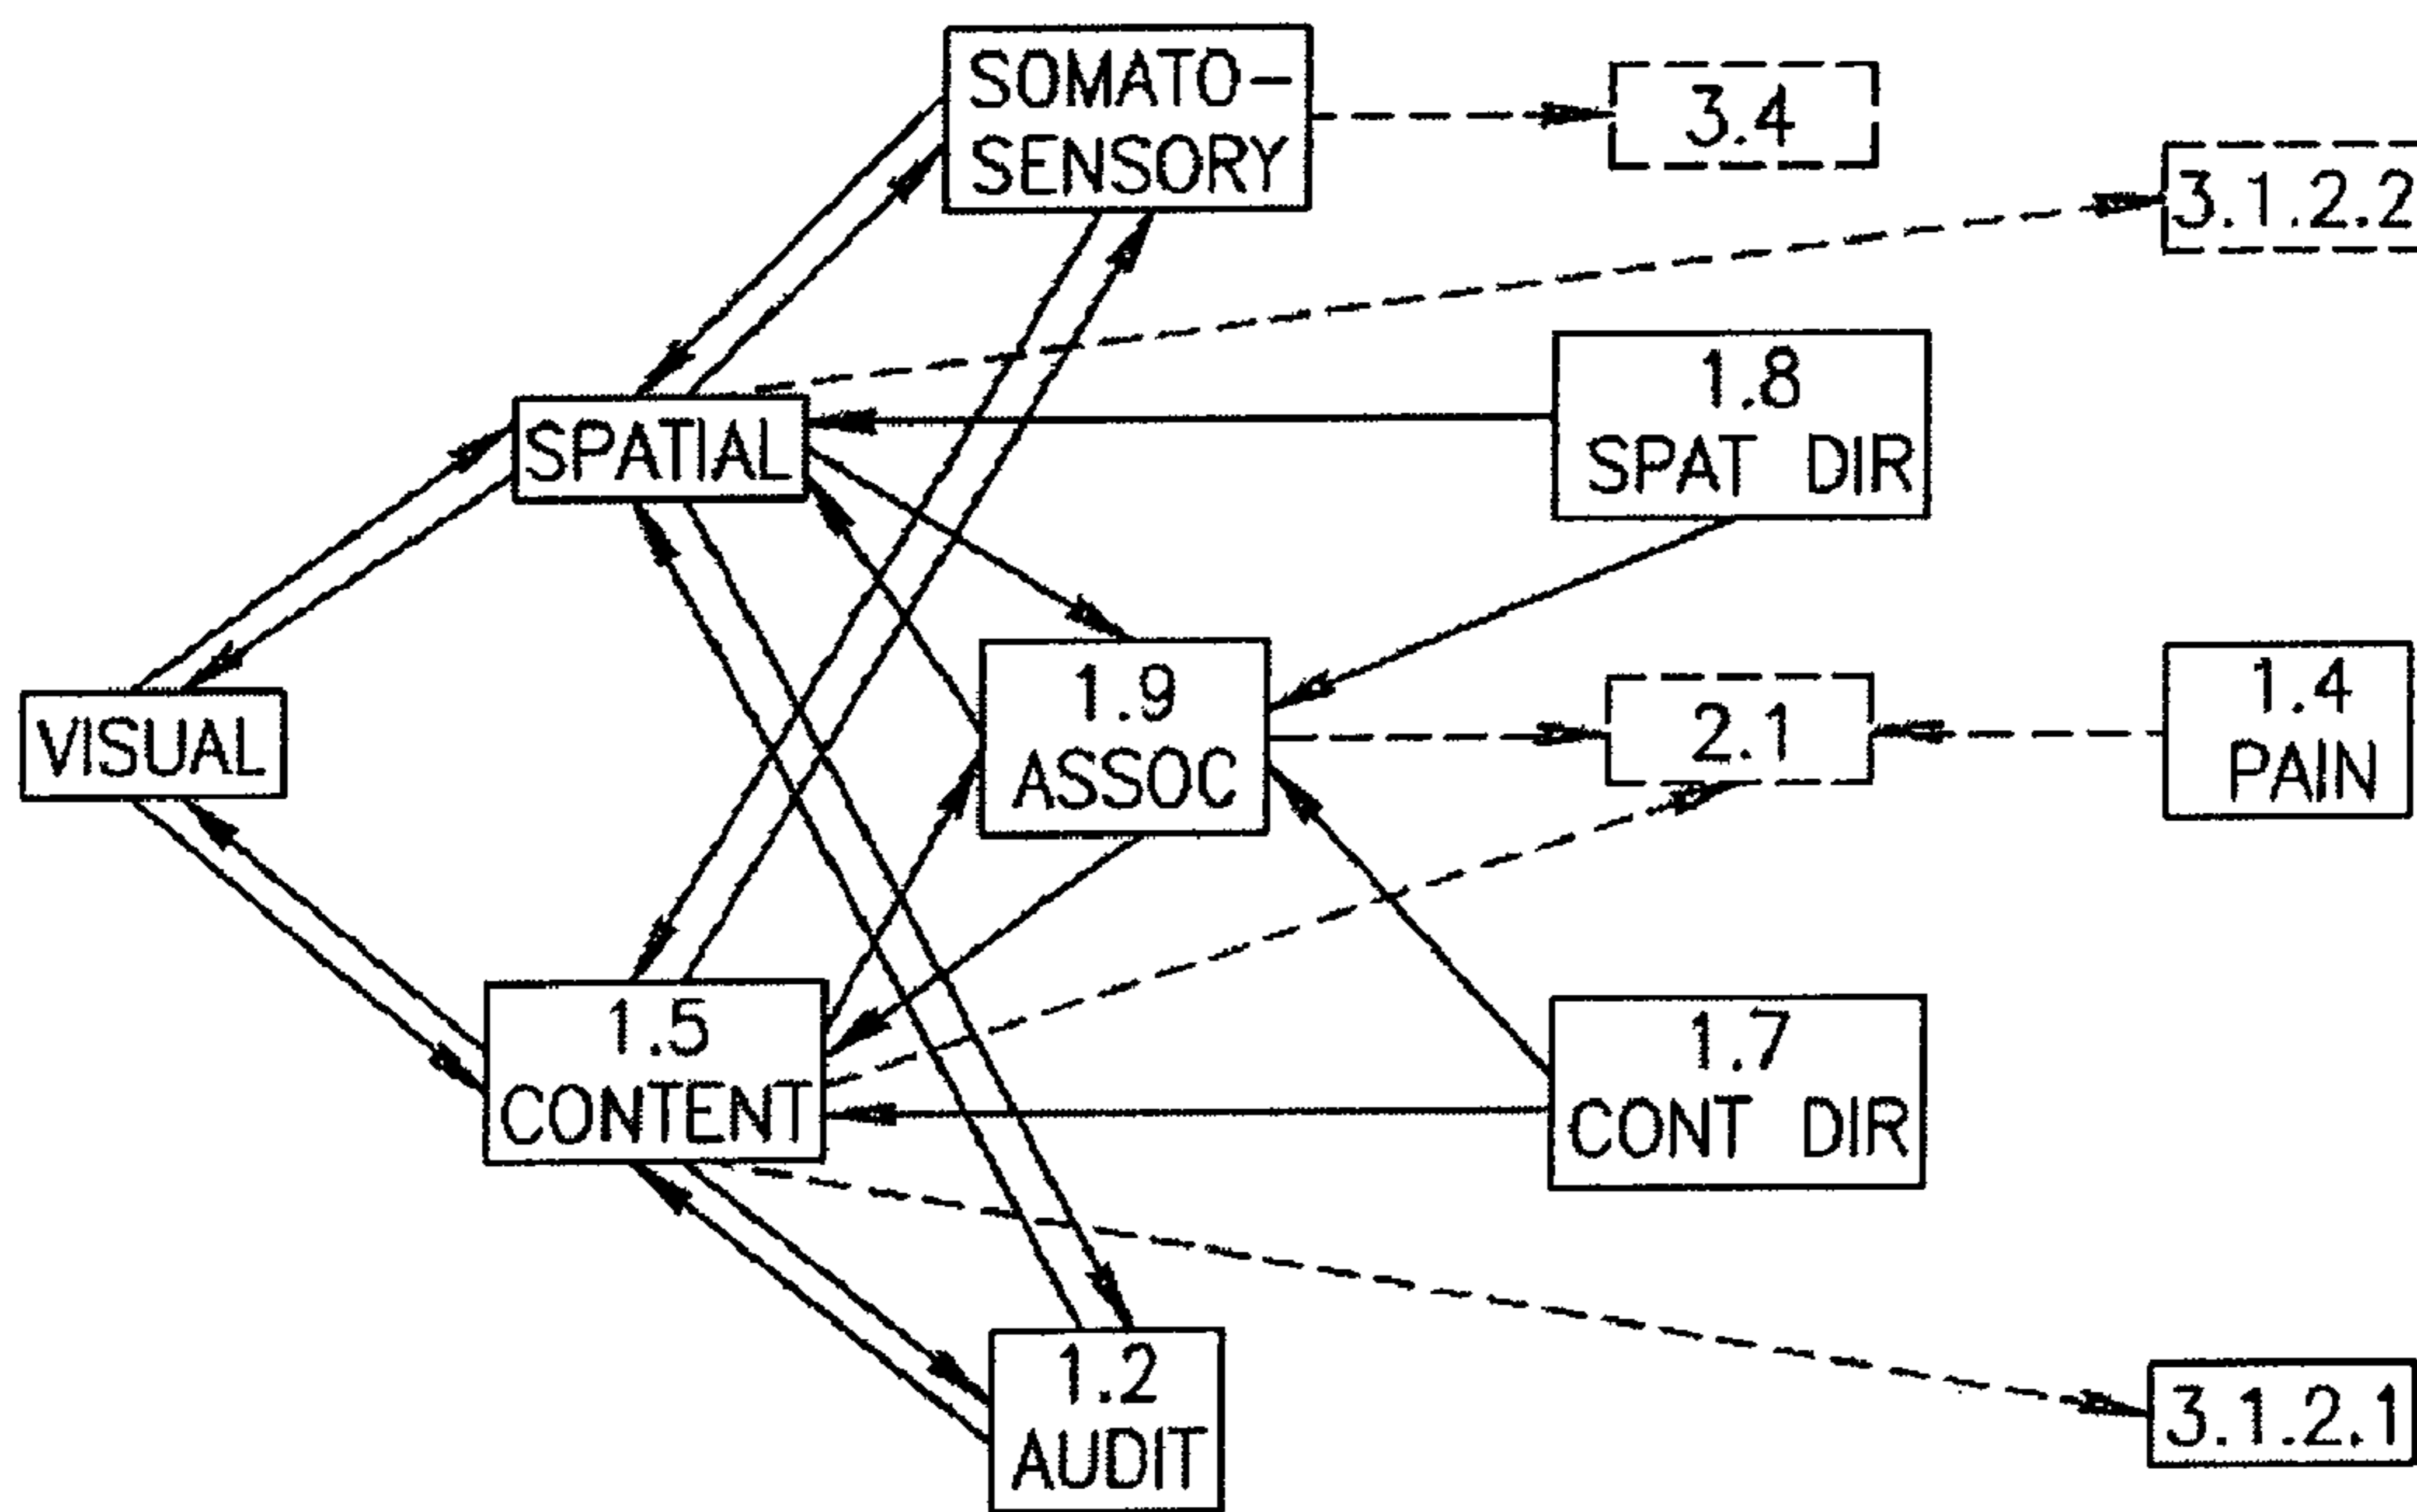 SOMATO-
SENSORY
3.4
3.1.2.2
1.8
SPAT DIR
SPATIAL
1.9
ASSOC
2.1
1.4
PAIN
VISUAL
1.5
CONTENT
1.7
CONT DIR
1.2
AUDIT
3.1.2.1